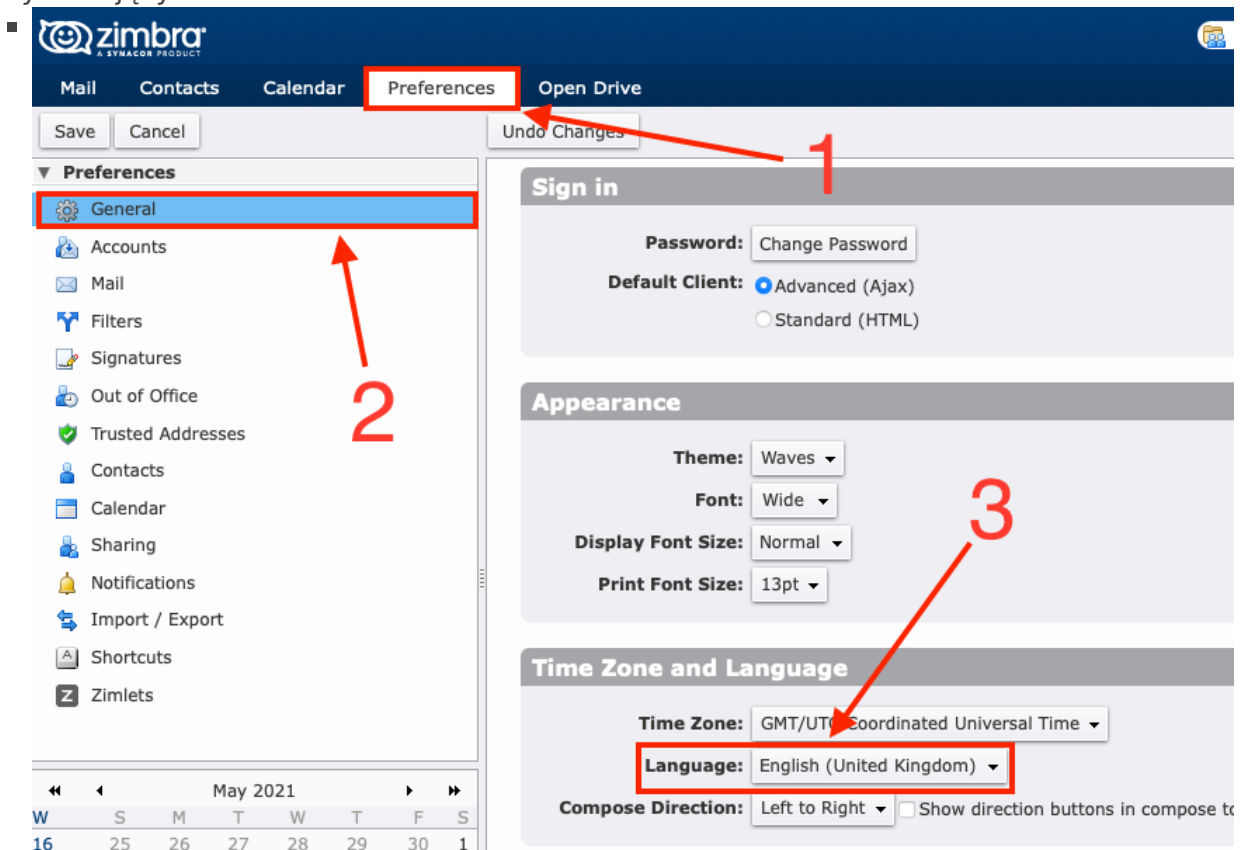 zimbra
A SYNACOR PRODUCT
Mail Contacts Calendar Preferences Open Drive
Save Cancel Undo Changes
1
Preferences
General
Accounts
Mail
Filters
Signatures
Out of Office
Trusted Addresses
Contacts
Calendar
Sharing
Notifications
Import / Export
Shortcuts
Zimlets
2
Sign in
Password: Change Password
Default Client: Advanced (Ajax)
Standard (HTML)
Appearance
Theme: Waves
Font: Wide
Display Font Size: Normal
Print Font Size: 13pt
3
Time Zone and Language
Time Zone: GMT/UTC Coordinated Universal Time
Language: English (United Kingdom)
Compose Direction: Left to Right Show direction buttons in compose
May 2021
W S M T W T F S
16 25 26 27 28 29 30 1